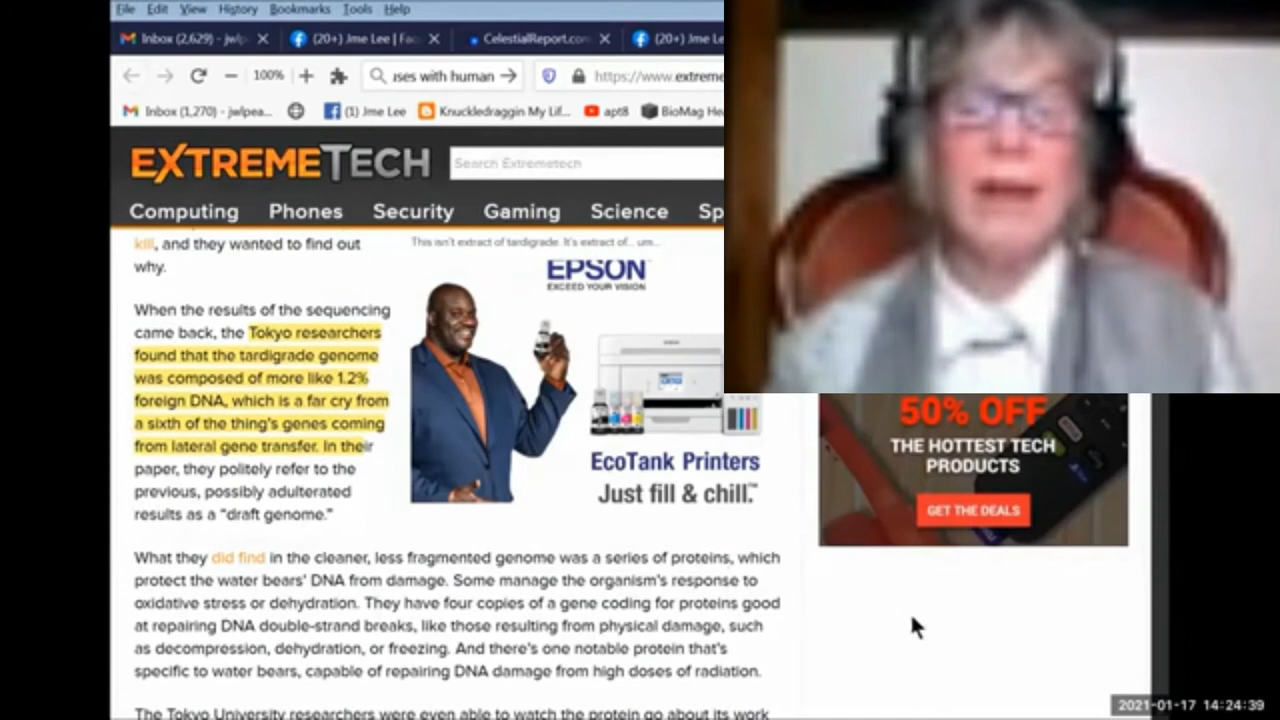 File Edit View History Bookmarks Tools Help
Inbox (2,629) - jwlp
(20+) Jme Lee | Fac
CelestialReport.com
(20+) Jme Le
100%
ises with human
https://www.extreme
Inbox (1,270) - jwlpea...
(1) Jme Lee
Knuckledraggin My Lif...
apt8
BioMag He
EXTREMETECH
Search Extremetech
Computing Phones Security Gaming Science Sp
kill, and they wanted to find out
why.
This isn't extract of tardigrade. It's extract of... um...
EPSON
EXCEED YOUR VISION
When the results of the sequencing
came back, the Tokyo researchers
found that the tardigrade genome
was composed of more like 1.2%
foreign DNA, which is a far cry from
a sixth of the thing's genes coming
from lateral gene transfer. In their
paper, they politely refer to the
previous, possibly adulterated
results as a "draft genome."
EcoTank Printers
Just fill & chill.™
50% OFF
THE HOTTEST TECH
PRODUCTS
GET THE DEALS
What they did find in the cleaner, less fragmented genome was a series of proteins, which
protect the water bears' DNA from damage. Some manage the organism's response to
oxidative stress or dehydration. They have four copies of a gene coding for proteins good
at repairing DNA double-strand breaks, like those resulting from physical damage, such
as decompression, dehydration, or freezing. And there's one notable protein that's
specific to water bears, capable of repairing DNA damage from high doses of radiation.
The Tokyo University researchers were even able to watch the protein go about its work
2021-01-17 14:24:39